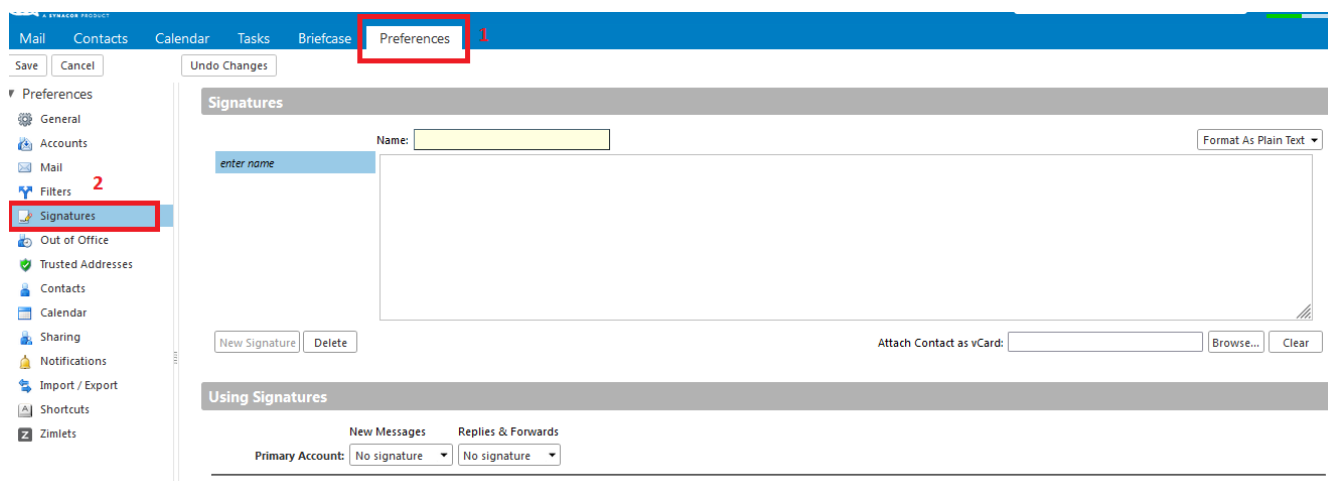 A SYNACOR PRODUCT
Mail Contacts Calendar Tasks Briefcase Preferences 1
Save Cancel Undo Changes
Preferences
General
Accounts
Mail
Filters
2
Signatures
Out of Office
Trusted Addresses
Contacts
Calendar
Sharing
Notifications
Import / Export
Shortcuts
Zimlets
Signatures
Name: Format As Plain Text
enter name
New Signature Delete Attach Contact as vCard: Browse... Clear
Using Signatures
New Messages Replies & Forwards
Primary Account: No signature No signature